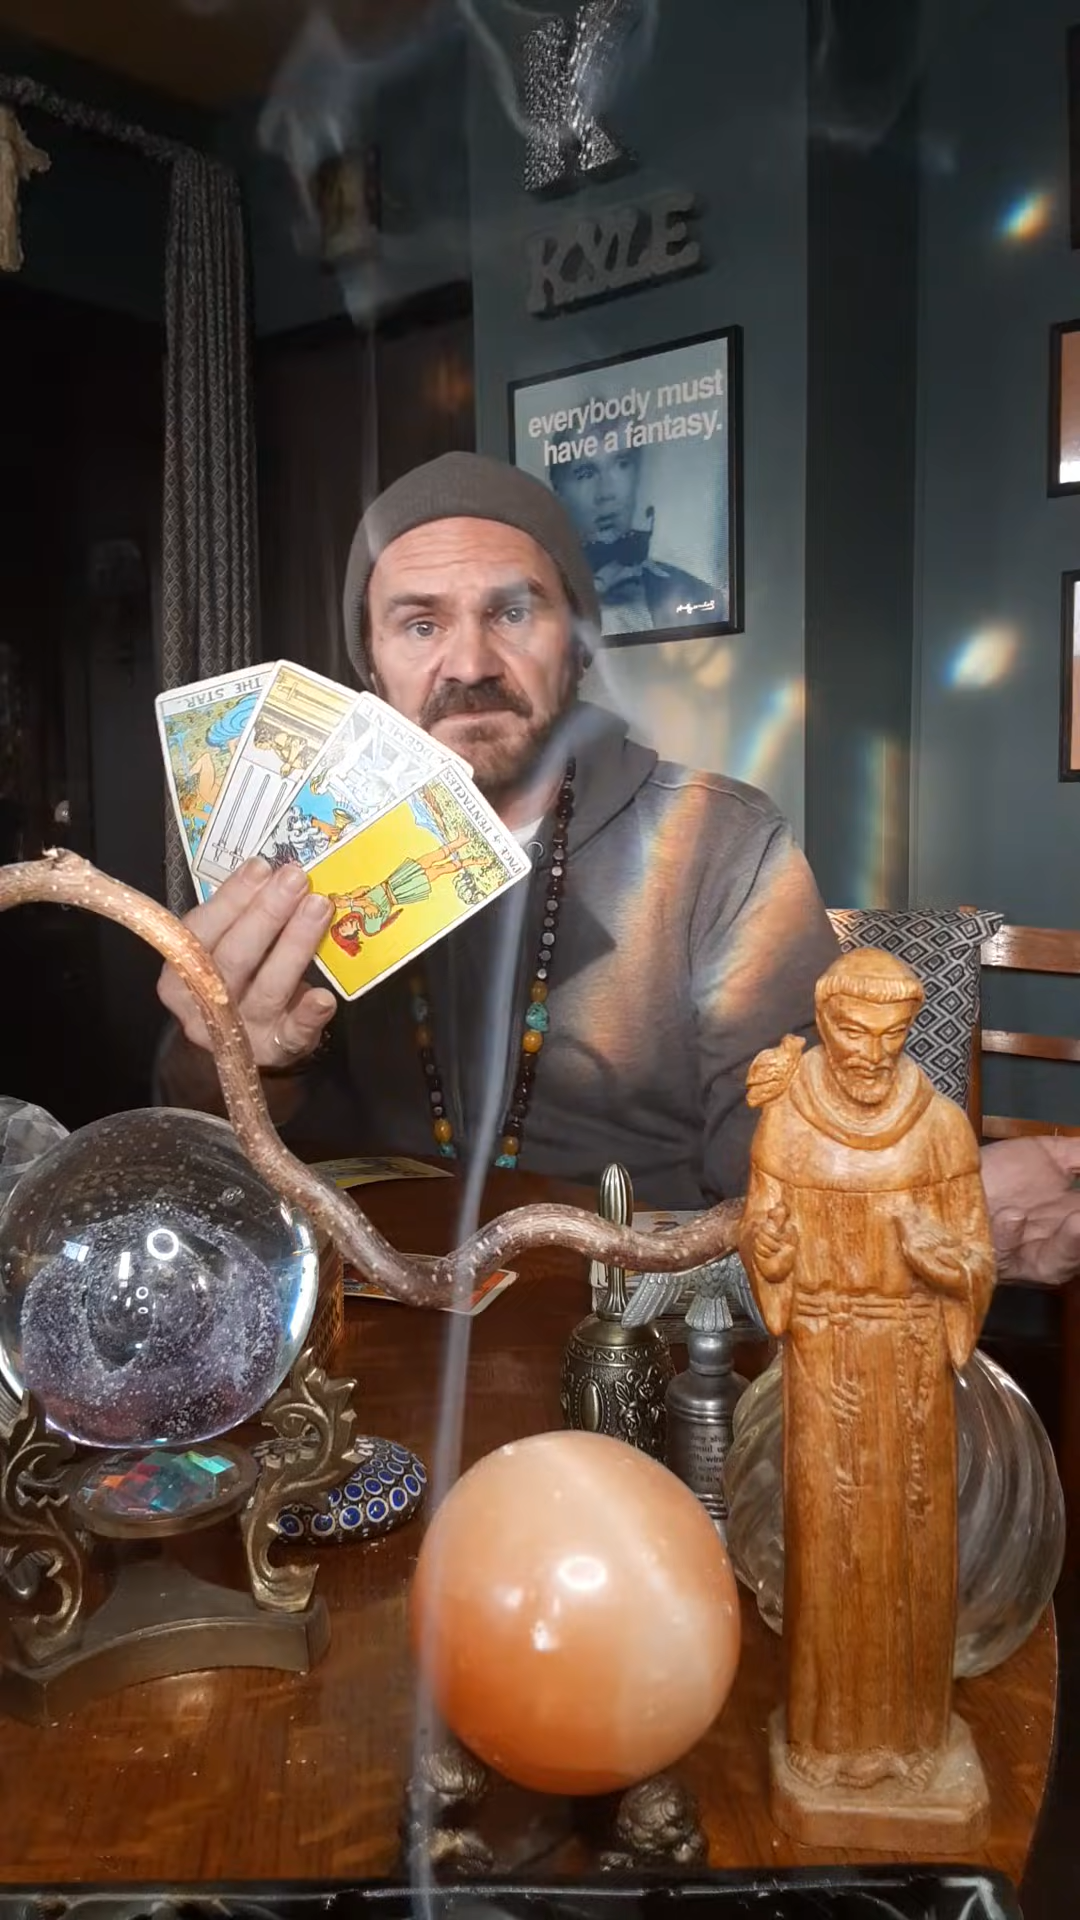 K
KYLE
everybody must
have a fantasy.
THE STAR.
JUDGEMENT.
PAGE of PENTACLES.